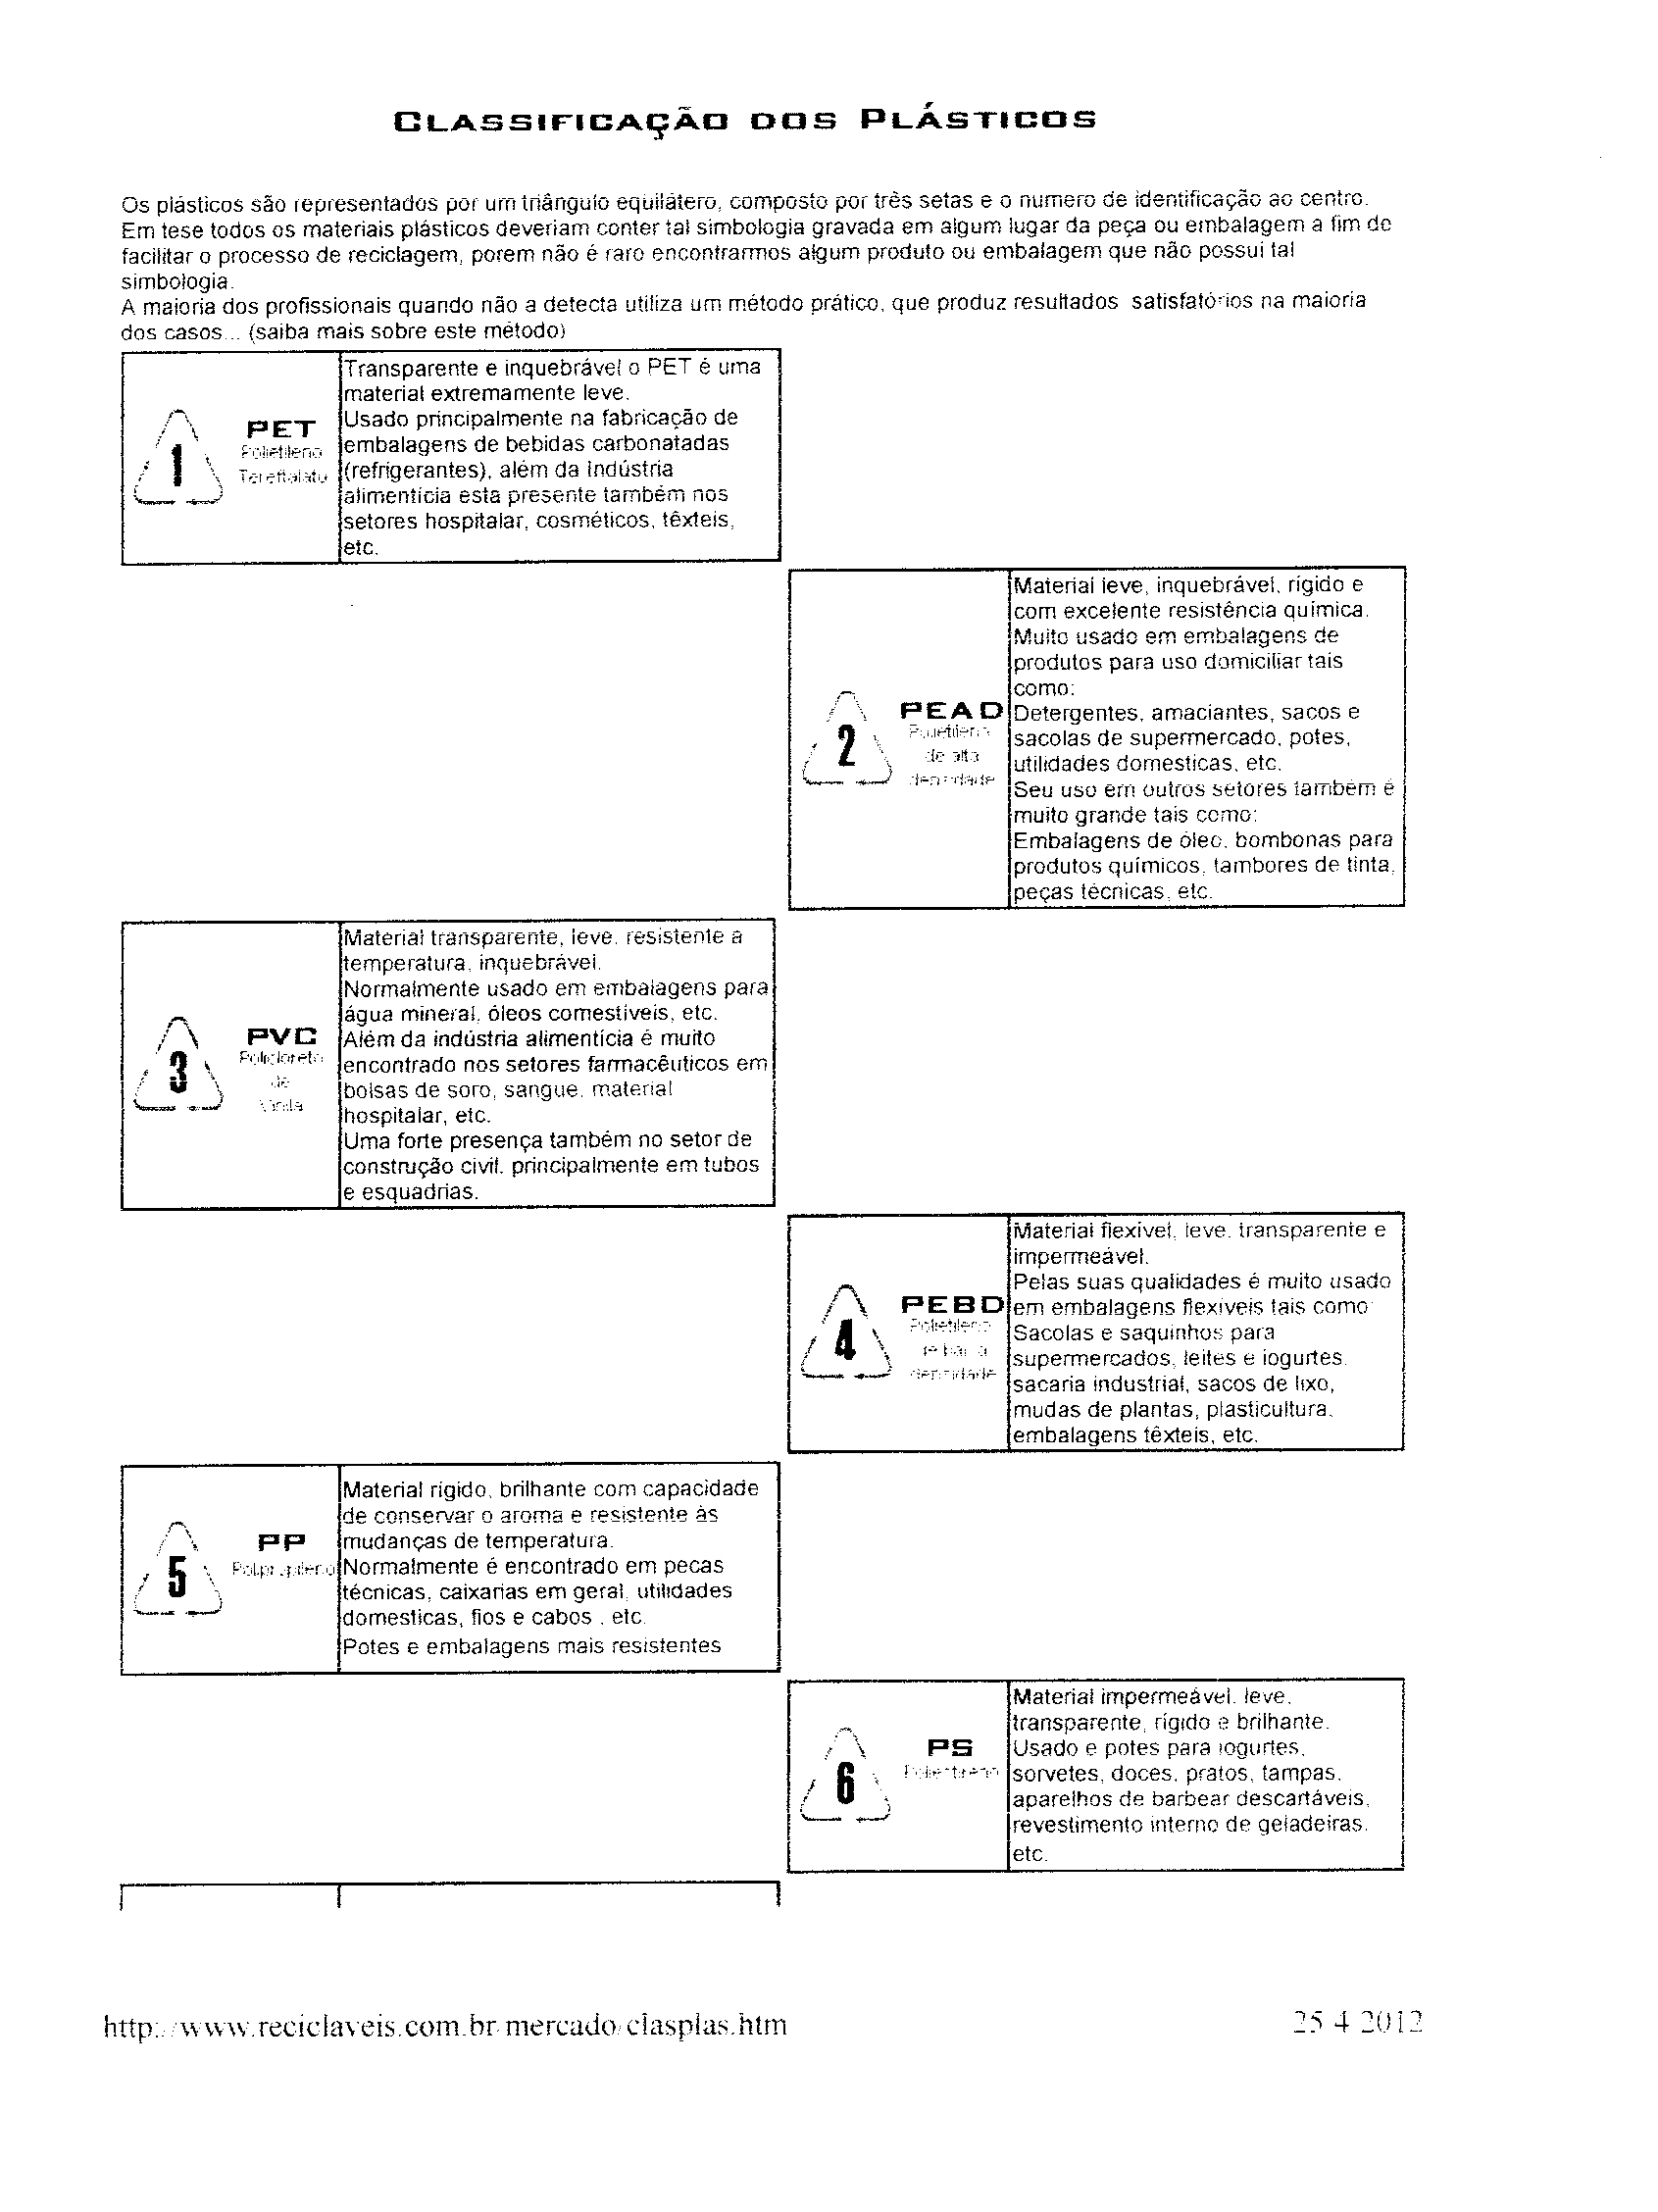 Classificação dos Plásticos
Os plásticos são representados por um triângulo equilátero, composto por três setas e o numero de identificação ao centro.
Em tese todos os materiais plásticos deveriam conter tal simbologia gravada em algum lugar da peça ou embalagem a fim de
facilitar o processo de reciclagem, porem não é raro encontrarmos algum produto ou embalagem que não possui tal
simbologia.
A maioria dos profissionais quando não a detecta utiliza um método prático, que produz resultados satisfatórios na maioria
dos casos... (saiba mais sobre este método)
1
PET
Polietileno
Tereftalato
Transparente e inquebrável o PET é uma
material extremamente leve.
Usado principalmente na fabricação de
embalagens de bebidas carbonatadas
(refrigerantes), além da indústria
alimentícia esta presente também nos
setores hospitalar, cosméticos, têxteis,
etc.
2
PEAD
Polietileno
de alta
densidade
Material leve, inquebrável, rígido e
com excelente resistência química.
Muito usado em embalagens de
produtos para uso domiciliar tais
como:
Detergentes, amaciantes, sacos e
sacolas de supermercado, potes,
utilidades domesticas, etc.
Seu uso em outros setores também é
muito grande tais como:
Embalagens de óleo, bombonas para
produtos químicos, tambores de tinta,
peças técnicas, etc.
3
PVC
Policloreto
de
Vinila
Material transparente, leve, resistente a
temperatura, inquebrável.
Normalmente usado em embalagens para
água mineral, óleos comestíveis, etc.
Além da indústria alimentícia é muito
encontrado nos setores farmacêuticos em
bolsas de soro, sangue, material
hospitalar, etc.
Uma forte presença também no setor de
construção civil, principalmente em tubos
e esquadrias.
4
PEBD
Polietileno
de baixa
densidade
Material flexível, leve, transparente e
impermeável.
Pelas suas qualidades é muito usado
em embalagens flexíveis tais como
Sacolas e saquinhos para
supermercados, leites e iogurtes,
sacaria industrial, sacos de lixo,
mudas de plantas, plasticultura,
embalagens têxteis, etc.
5
PP
Polipropileno
Material rígido, brilhante com capacidade
de conservar o aroma e resistente às
mudanças de temperatura.
Normalmente é encontrado em pecas
técnicas, caixarias em geral, utilidades
domesticas, fios e cabos , etc.
Potes e embalagens mais resistentes
6
PS
Poliestireno
Material impermeável, leve,
transparente, rígido e brilhante.
Usado e potes para iogurtes,
sorvetes, doces, pratos, tampas,
aparelhos de barbear descartáveis,
revestimento interno de geladeiras,
etc.
http://www.reciclaveis.com.br/mercado/clasplas.htm
25/4/2012